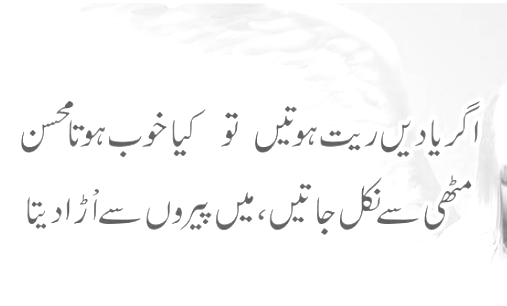 اگر یادیں ریت ہوتیں تو کیا خوب ہوتا محسن
مٹھی سے نکل جاتیں، میں پیروں سے اُڑا دیتا